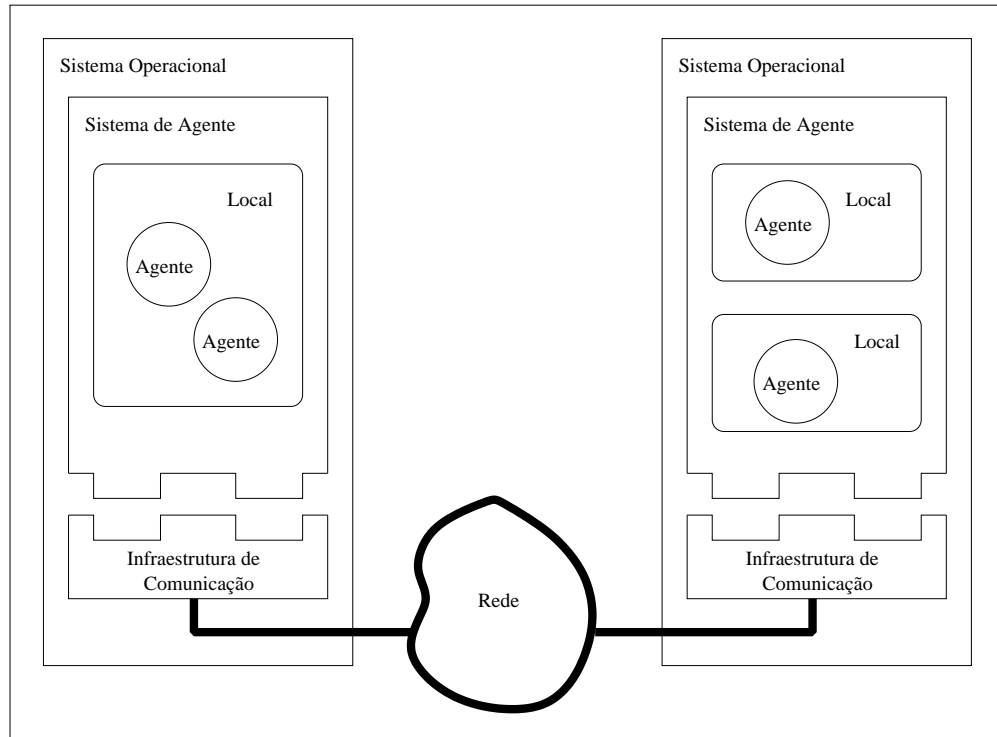 Sistema Operacional
Sistema de Agente
Local
Agente
Agente
Infraestrutura de
Comunicação
Rede
Sistema Operacional
Sistema de Agente
Local
Agente
Local
Agente
Infraestrutura de
Comunicação